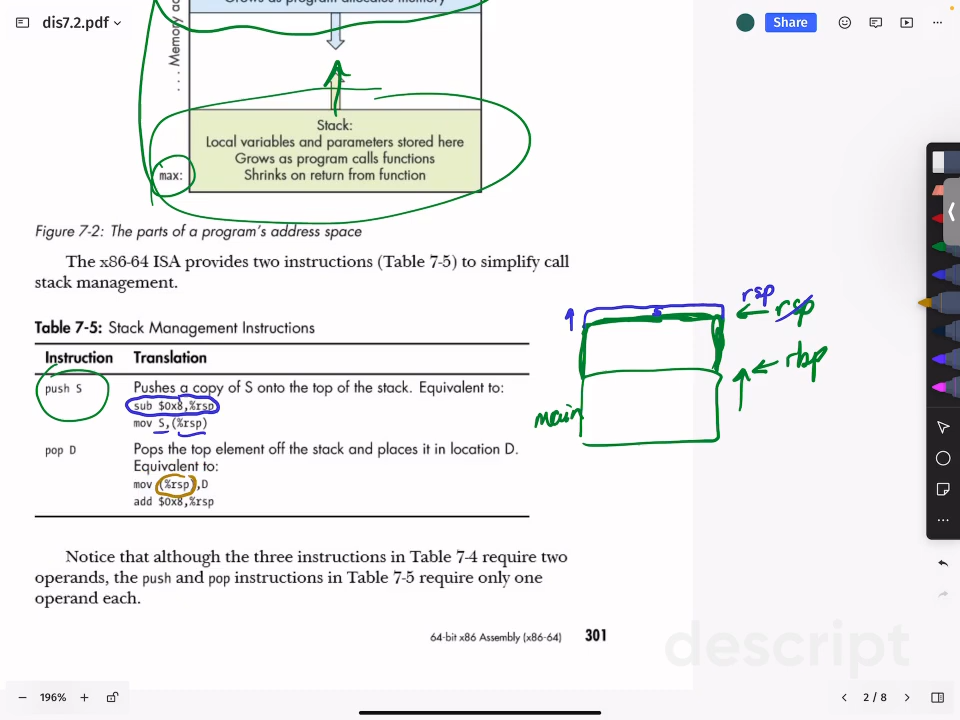 dis7.2.pdf
Share
Grows as program allocates memory
. . . Memory ad
Stack:
Local variables and parameters stored here
Grows as program calls functions
Shrinks on return from function
max:
Figure 7-2: The parts of a program's address space
The x86-64 ISA provides two instructions (Table 7-5) to simplify call
stack management.
Table 7-5: Stack Management Instructions
Instruction Translation
push S Pushes a copy of S onto the top of the stack. Equivalent to:
sub $0x8,%rsp
mov S,(%rsp)
pop D Pops the top element off the stack and places it in location D.
Equivalent to:
mov (%rsp),D
add $0x8,%rsp
rsp
rsp
s
rbp
main
Notice that although the three instructions in Table 7-4 require two
operands, the push and pop instructions in Table 7-5 require only one
operand each.
64-bit x86 Assembly (x86-64) 301
descript
196%
2 / 8